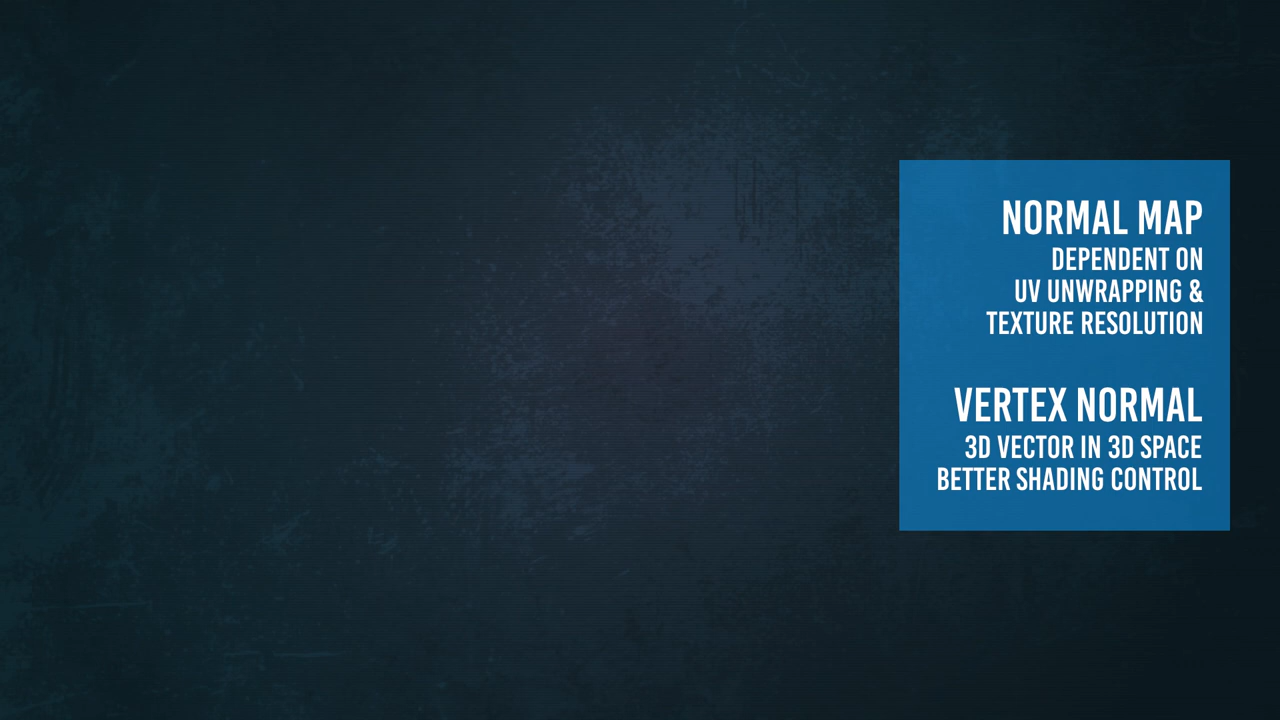 NORMAL MAP
DEPENDENT ON
UV UNWRAPPING &
TEXTURE RESOLUTION
VERTEX NORMAL
3D VECTOR IN 3D SPACE
BETTER SHADING CONTROL